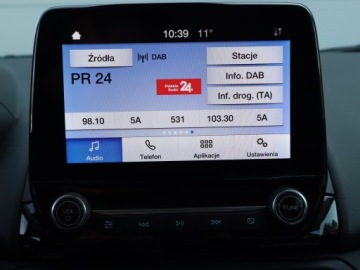 10:39 11°
Źródła DAB Stacje
PR 24
Polskie Radio 24
Info. DAB
Inf. drog. (TA)
98.10 5A 531 103.30 5A
Audio Telefon Aplikacje Ustawienia
TUNE